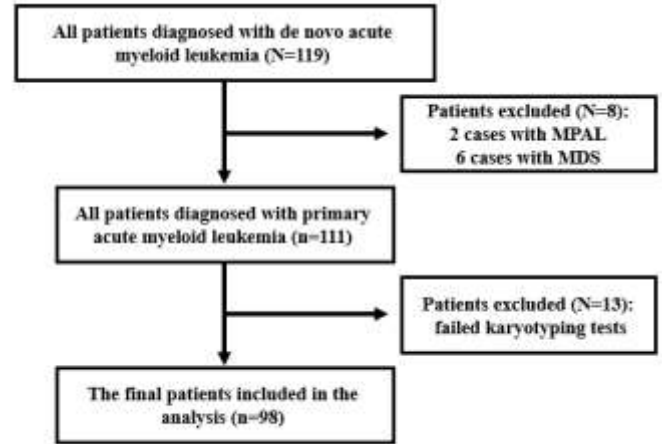 All patients diagnosed with de novo acute
myeloid leukemia (N=119)
Patients excluded (N=8):
2 cases with MPAL
6 cases with MDS
All patients diagnosed with primary
acute myeloid leukemia (n=111)
Patients excluded (N=13):
failed karyotyping tests
The final patients included in the
analysis (n=98)